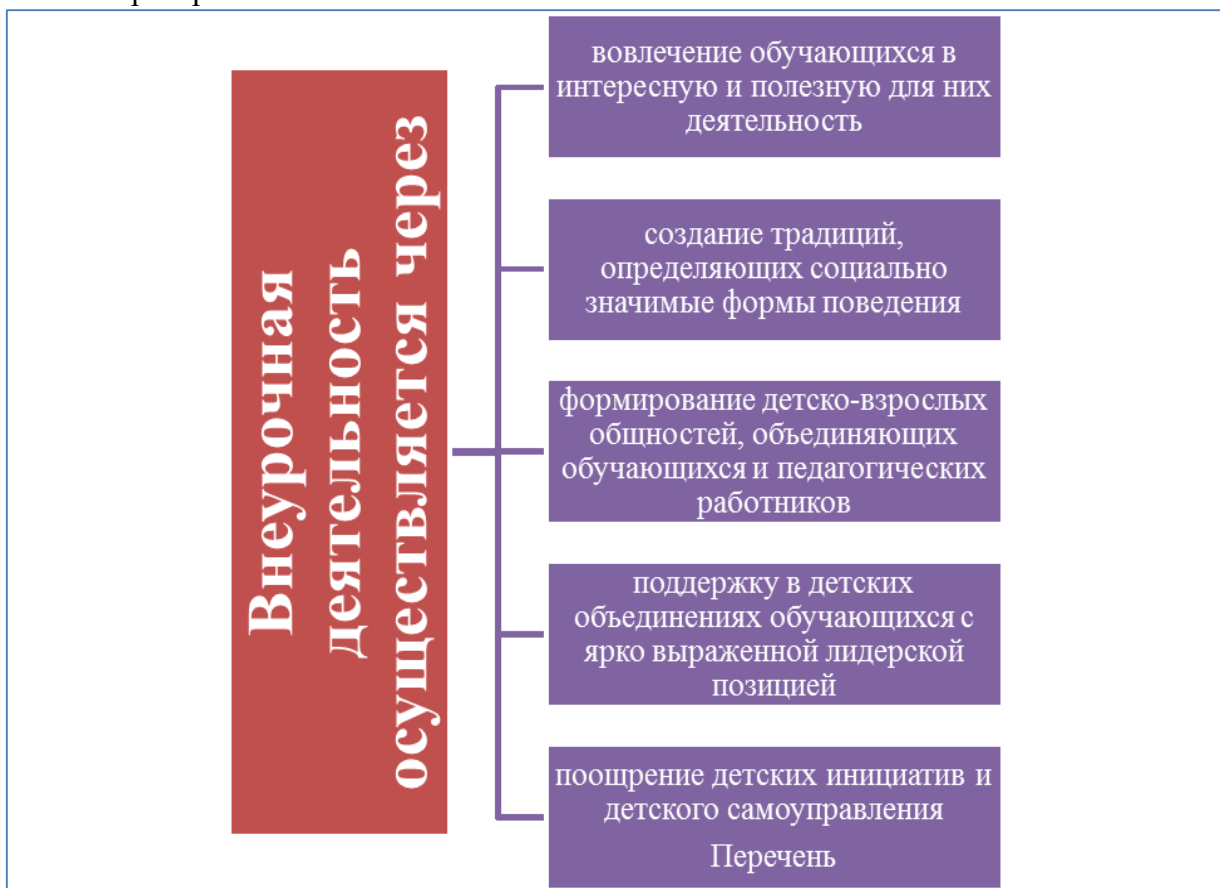 Внеурочная
деятельность
осуществляется через
вовлечение обучающихся в
интересную и полезную для них
деятельность
создание традиций,
определяющих социально
значимые формы поведения
формирование детско-взрослых
общностей, объединяющих
обучающихся и педагогических
работников
поддержку в детских
объединениях обучающихся с
ярко выраженной лидерской
позицией
поощрение детских инициатив и
детского самоуправления
Перечень